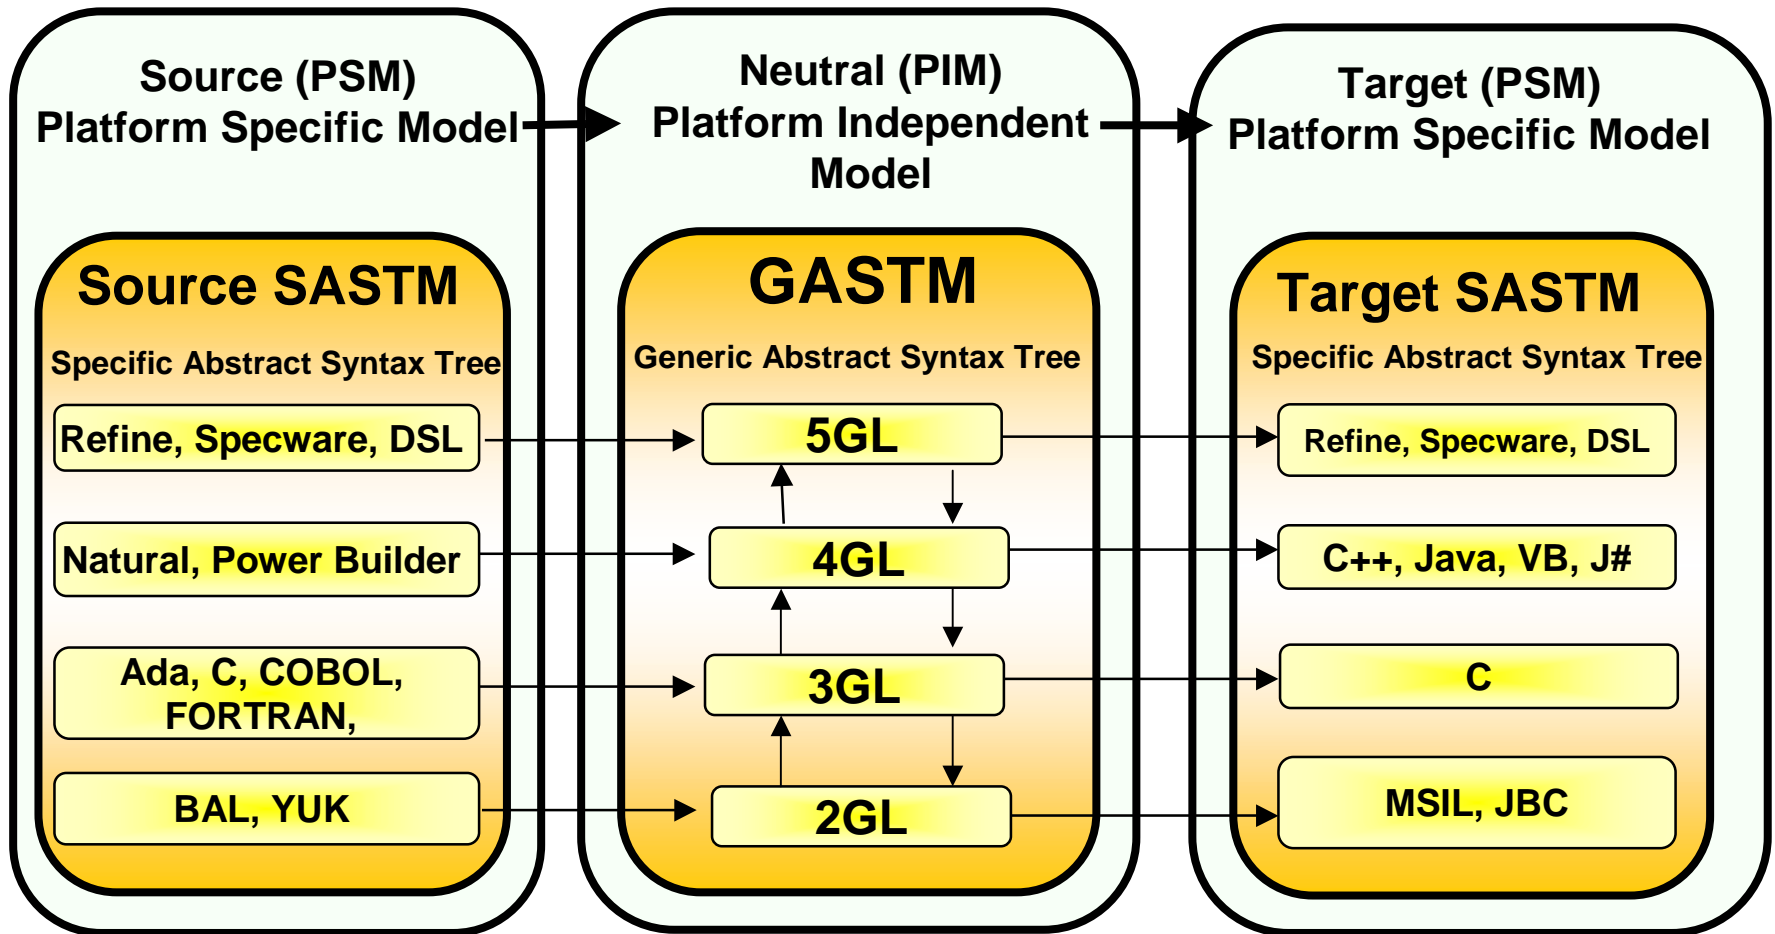 Source (PSM)
Platform Specific Model
Source SASTM
Specific Abstract Syntax Tree
Refine, Specware, DSL
Natural, Power Builder
Ada, C, COBOL,
FORTRAN,
BAL, YUK
Neutral (PIM)
Platform Independent
Model
GASTM
Generic Abstract Syntax Tree
5GL
4GL
3GL
2GL
Target (PSM)
Platform Specific Model
Target SASTM
Specific Abstract Syntax Tree
Refine, Specware, DSL
C++, Java, VB, J#
C
MSIL, JBC